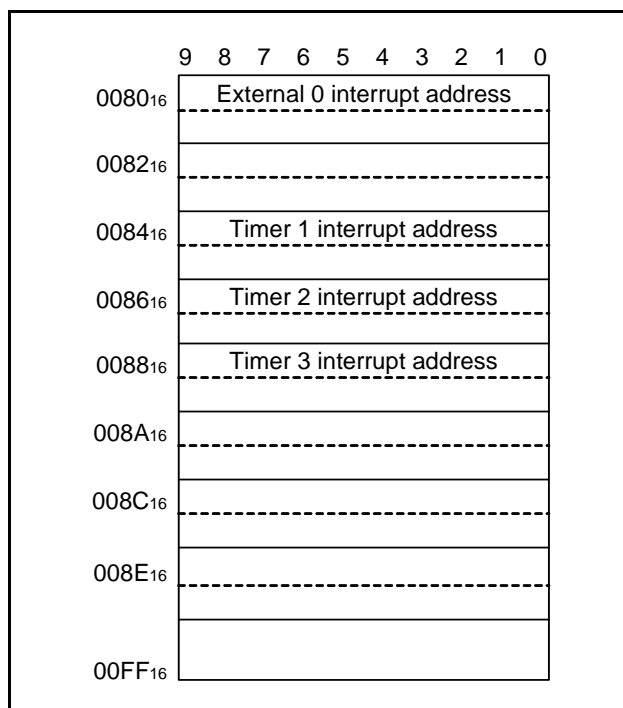 9 8 7 6 5 4 3 2 1 0
0080₁₆ External 0 interrupt address
0082₁₆
0084₁₆ Timer 1 interrupt address
0086₁₆ Timer 2 interrupt address
0088₁₆ Timer 3 interrupt address
008A₁₆
008C₁₆
008E₁₆
00FF₁₆